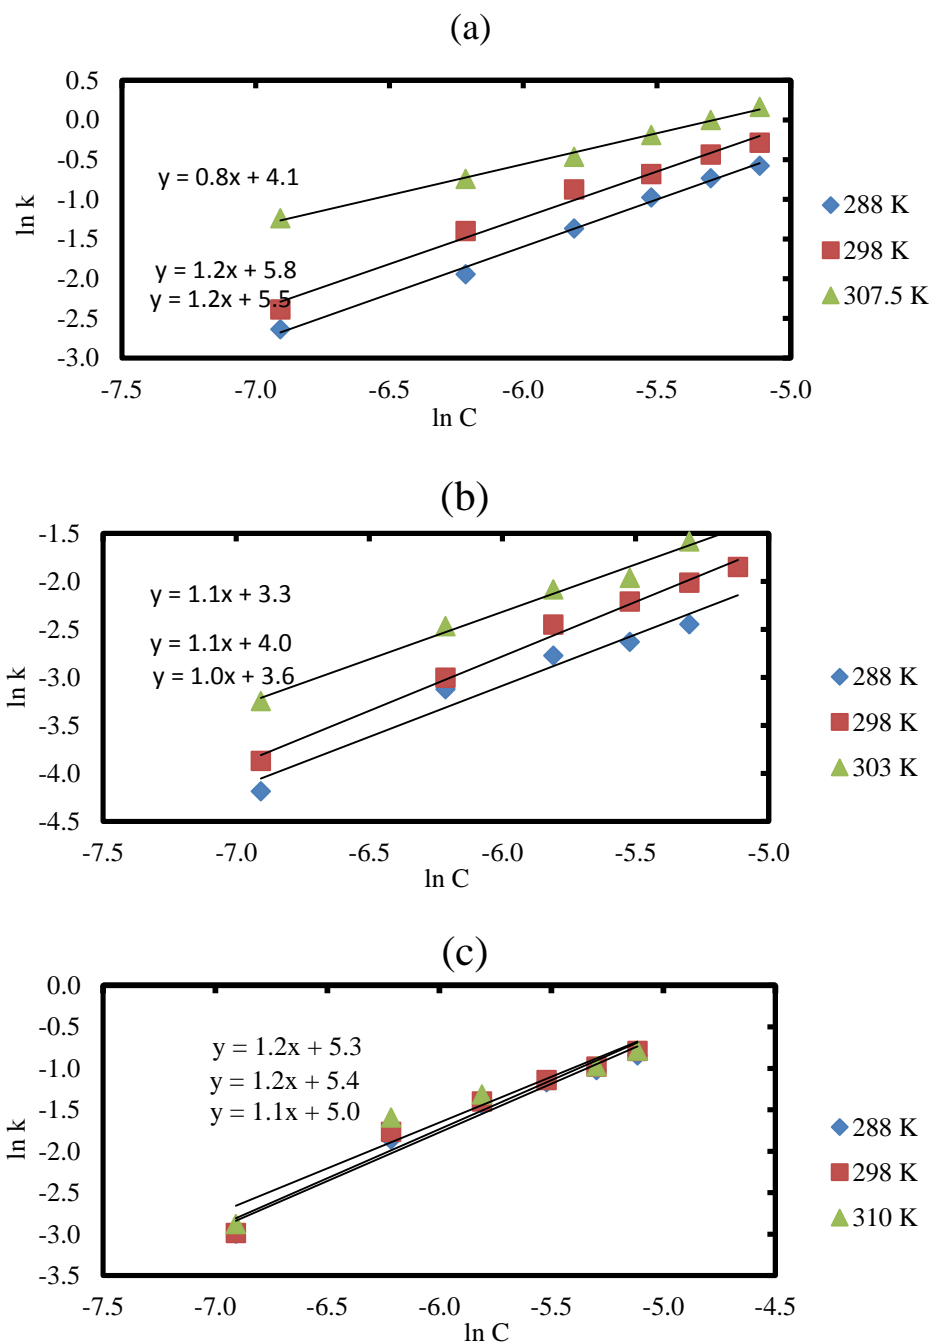 (a)
0.5
0.0
-0.5
-1.0
-1.5
-2.0
-2.5
-3.0
ln k
y = 0.8x + 4.1
y = 1.2x + 5.8
y = 1.2x + 5.5
-7.5 -7.0 -6.5 -6.0 -5.5 -5.0
ln C
288 K
298 K
307.5 K
(b)
-1.5
-2.0
-2.5
-3.0
-3.5
-4.0
-4.5
ln k
y = 1.1x + 3.3
y = 1.1x + 4.0
y = 1.0x + 3.6
-7.5 -7.0 -6.5 -6.0 -5.5 -5.0
ln C
288 K
298 K
303 K
(c)
0.0
-0.5
-1.0
-1.5
-2.0
-2.5
-3.0
-3.5
ln k
y = 1.2x + 5.3
y = 1.2x + 5.4
y = 1.1x + 5.0
-7.5 -7.0 -6.5 -6.0 -5.5 -5.0 -4.5
ln C
288 K
298 K
310 K